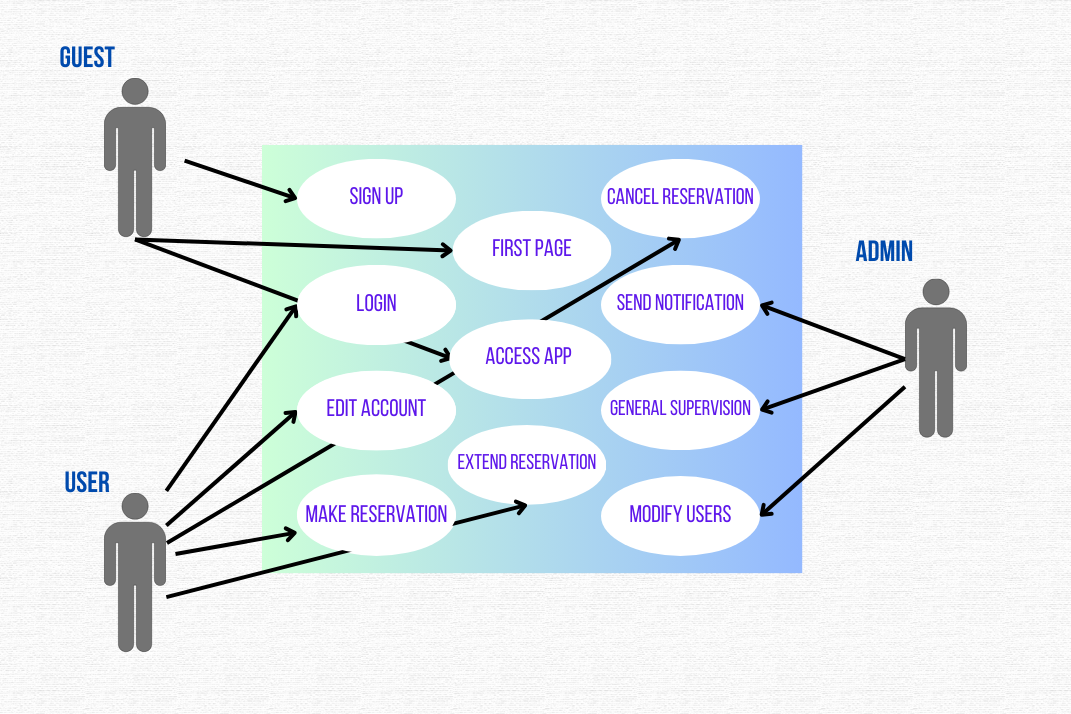 GUEST
SIGN UP
CANCEL RESERVATION
FIRST PAGE
ADMIN
LOGIN
SEND NOTIFICATION
ACCESS APP
EDIT ACCOUNT
GENERAL SUPERVISION
EXTEND RESERVATION
USER
MAKE RESERVATION
MODIFY USERS